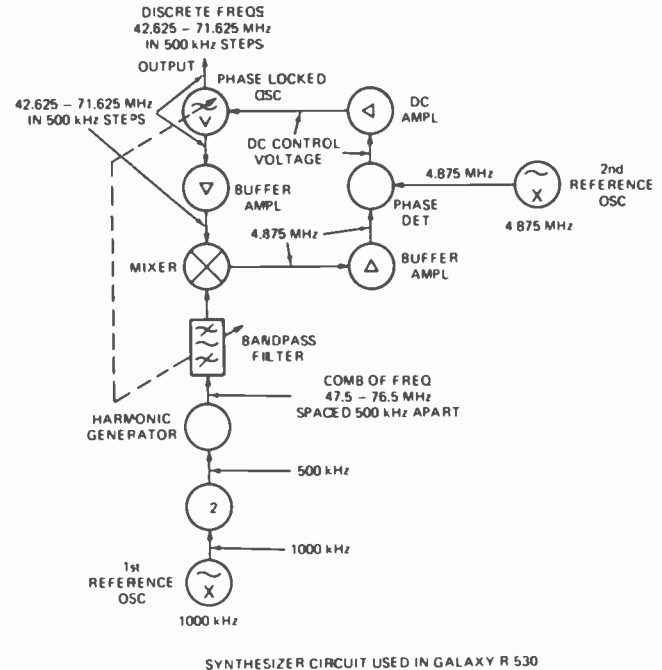 DISCRETE FREQS
42.625 – 71.625 MHz
IN 500 kHz STEPS
OUTPUT
PHASE LOCKED
OSC
42.625 – 71.625 MHz
IN 500 kHz STEPS
DC
AMPL
DC CONTROL
VOLTAGE
BUFFER
AMPL
4.875 MHz
2nd
REFERENCE
OSC
X
4 875 MHz
PHASE
DET
4.875 MHz
MIXER
BUFFER
AMPL
BANDPASS
FILTER
COMB OF FREQ
47.5 – 76.5 MHz
SPACED 500 kHz APART
HARMONIC
GENERATOR
500 kHz
2
1000 kHz
1st
REFERENCE
OSC
X
1000 kHz
SYNTHESIZER CIRCUIT USED IN GALAXY R 530